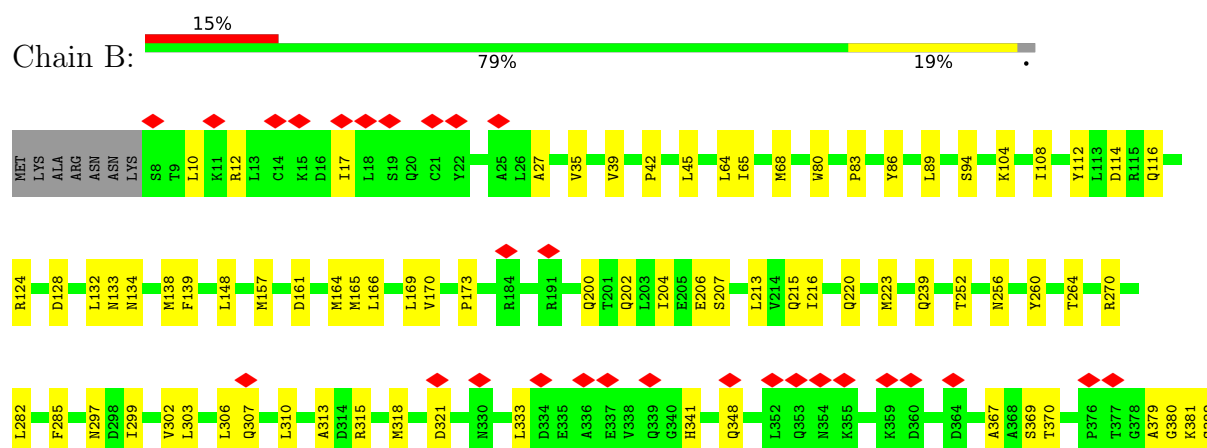 15%
Chain B:
79% 19% •
MET LYS ALA ARG ASN ASN LYS S8 T9 L10 K11 R12 L13 C14 K15 D16 I17 L18 S19 Q20 C21 Y22 A25 L26 A27 V35 V39 P42 L45 L64 I65 M68 W80 P83 Y86 L89 S94 K104 I108 Y112 L113 D114 R115 Q116
R124 D128 L132 N133 N134 M138 F139 L148 M157 D161 M164 M165 L166 L169 V170 P173 R184 R191 Q200 T201 Q202 L203 I204 E205 E206 S207 L213 V214 Q215 I216 Q220 M223 Q239 T252 N256 Y260 T264 R270
L282 F285 N297 D298 I299 V302 L303 L306 Q307 L310 A313 D314 R315 M318 D321 N330 L333 D334 E335 A336 E337 V338 Q339 G340 H341 Q348 L352 Q353 N354 K355 K359 D360 D364 A367 A368 S369 T370 P376 T377 G378 A379 G380 K381